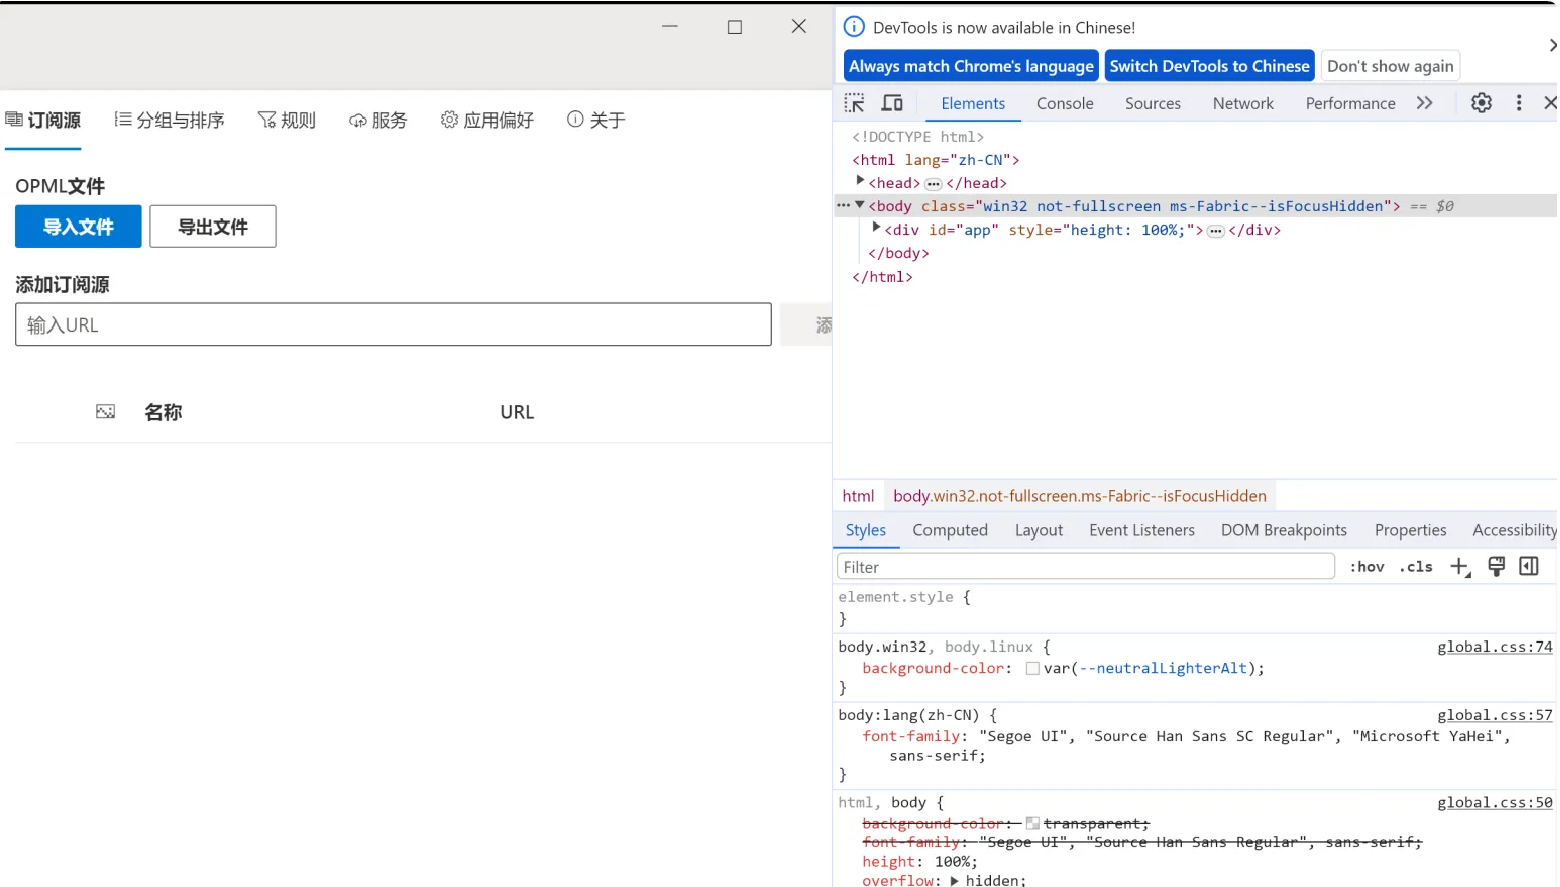 订阅源 分组与排序 规则 服务 应用偏好 关于
OPML文件
导入文件 导出文件
添加订阅源
输入URL 添
名称 URL
DevTools is now available in Chinese!
Always match Chrome's language Switch DevTools to Chinese Don't show again
Elements Console Sources Network Performance
<!DOCTYPE html>
<html lang="zh-CN">
<head> ••• </head>
••• <body class="win32 not-fullscreen ms-Fabric--isFocusHidden"> == $0
<div id="app" style="height: 100%;"> ••• </div>
</body>
</html>
html body.win32.not-fullscreen.ms-Fabric--isFocusHidden
Styles Computed Layout Event Listeners DOM Breakpoints Properties Accessibility
Filter :hov .cls
element.style {
}
body.win32, body.linux { global.css:74
background-color: var(--neutralLighterAlt);
}
body:lang(zh-CN) { global.css:57
font-family: "Segoe UI", "Source Han Sans SC Regular", "Microsoft YaHei",
sans-serif;
}
html, body { global.css:50
background-color: transparent;
font-family: "Segoe UI", "Source Han Sans Regular", sans-serif;
height: 100%;
overflow: hidden;